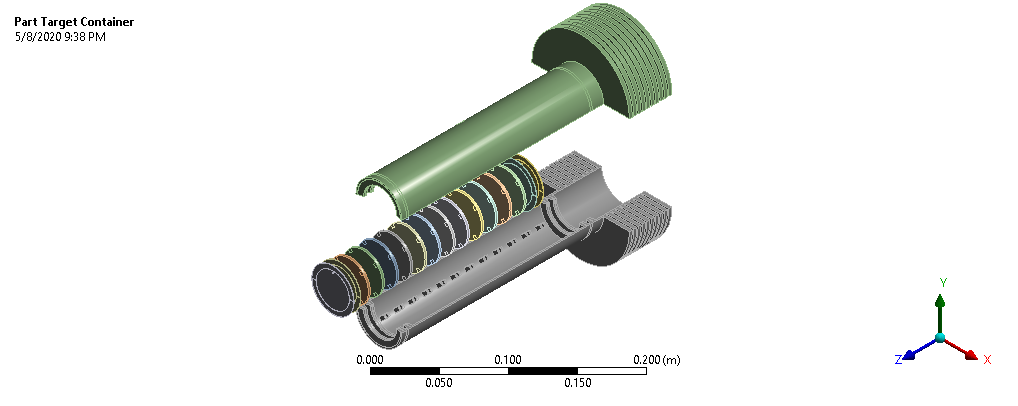 Part Target Container
5/8/2020 9:38 PM
Y
Z
X
0.000 0.100 0.200 (m)
0.050 0.150